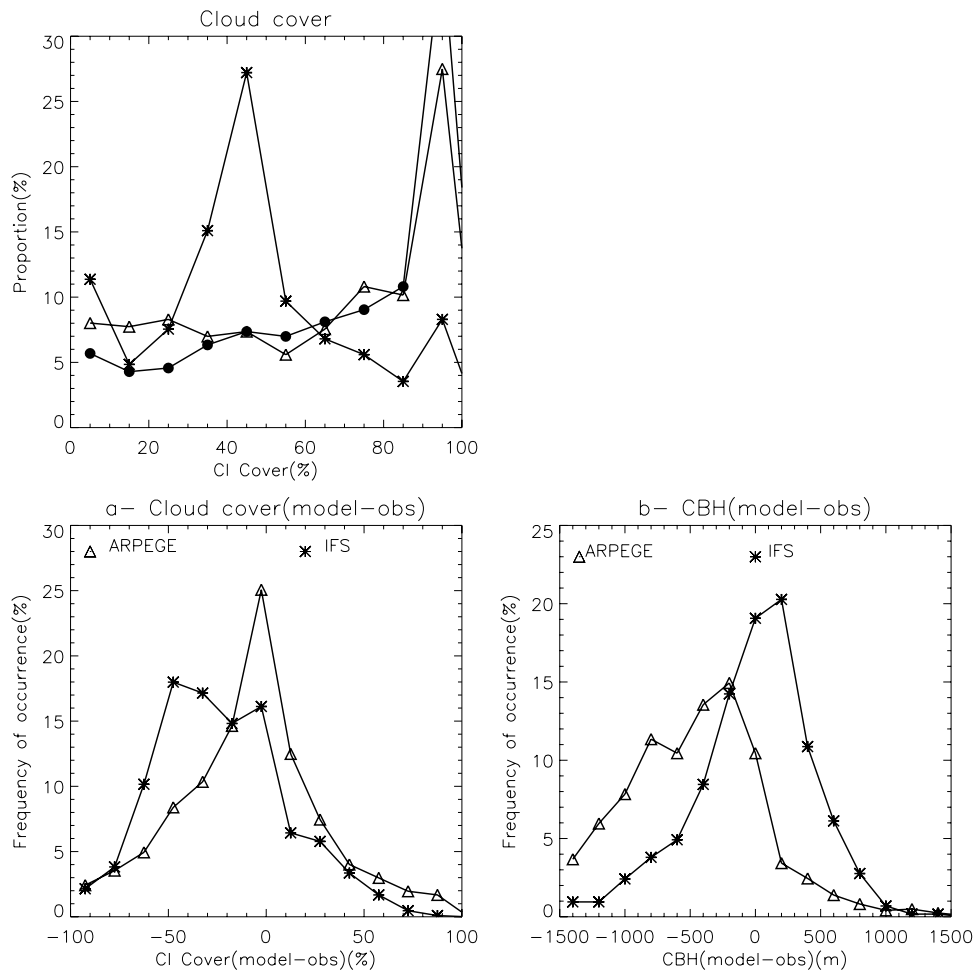 Cloud cover
30
25
20
15
10
5
0
Proportion(%)
0 20 40 60 80 100
CI Cover(%)
a- Cloud cover(model-obs)
ARPEGE IFS
30
25
20
15
10
5
0
Frequency of occurrence(%)
-100 -50 0 50 100
CI Cover(model-obs)(%)
b- CBH(model-obs)
ARPEGE IFS
25
20
15
10
5
0
Frequency of occurrence(%)
-1500 -1000 -500 0 500 1000 1500
CBH(model-obs)(m)